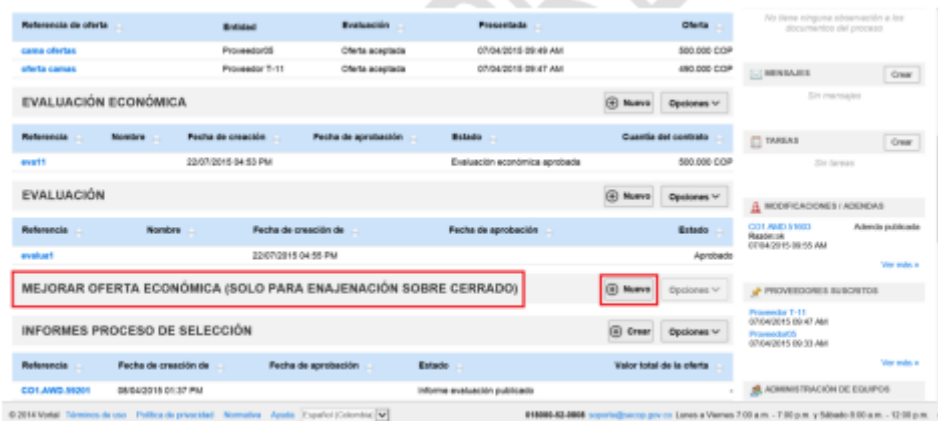 Referencia de oferta Entidad Evaluación Presentada Oferta
cama ofertas Proveedor05 Oferta aceptada 07/04/2015 09:49 AM 500.000 COP
oferta camas Proveedor T-11 Oferta aceptada 07/04/2015 09:47 AM 490.000 COP
EVALUACIÓN ECONÓMICA Nuevo Opciones
Referencia Nombre Fecha de creación Fecha de aprobación Estado Cuantía del contrato
eva11 22/07/2015 04:53 PM Evaluación económica aprobada 500.000 COP
EVALUACIÓN Nuevo Opciones
Referencia Nombre Fecha de creación de Fecha de aprobación Estado
evaluar1 22/07/2015 04:55 PM Aprobado
MEJORAR OFERTA ECONÓMICA (SOLO PARA ENAJENACIÓN SOBRE CERRADO) Nuevo Opciones
INFORMES PROCESO DE SELECCIÓN Crear Opciones
Referencia Fecha de creación de Fecha de aprobación Estado Valor total de la oferta
CO1.AWD.59201 08/04/2015 01:37 PM Informe evaluación publicado -
No tiene ninguna observación a los
documentos del proceso
MENSAJES Crear
Sin mensajes
TAREAS Crear
Sin tareas
MODIFICACIONES / ADENDAS
CO1.AWD.51603 Adenda publicada
Razón:ok
07/04/2015 09:55 AM
Ver más »
PROVEEDORES SUSCRITOS
Proveedor T-11
07/04/2015 09:47 AM
Proveedor05
07/04/2015 09:33 AM
Ver más »
ADMINISTRACIÓN DE EQUIPOS
© 2014 Vortal Términos de uso Política de privacidad Normativa Ayuda Español (Colombia) 018000-52-0808 soporte@secop.gov.co Lunes a Viernes 7:00 a.m. - 7:00 p.m. y Sábado 8:00 a.m. - 12:00 p.m.